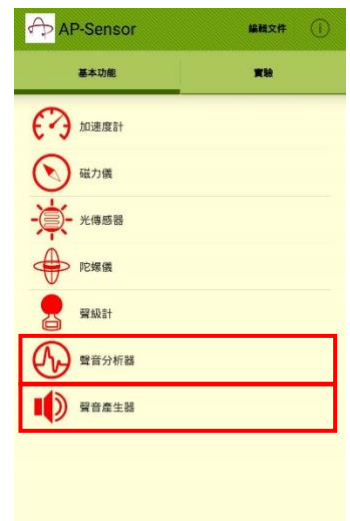 AP-Sensor 編輯文件
基本功能 實驗
加速度計
磁力儀
光傳感器
陀螺儀
聲級計
聲音分析器
聲音產生器